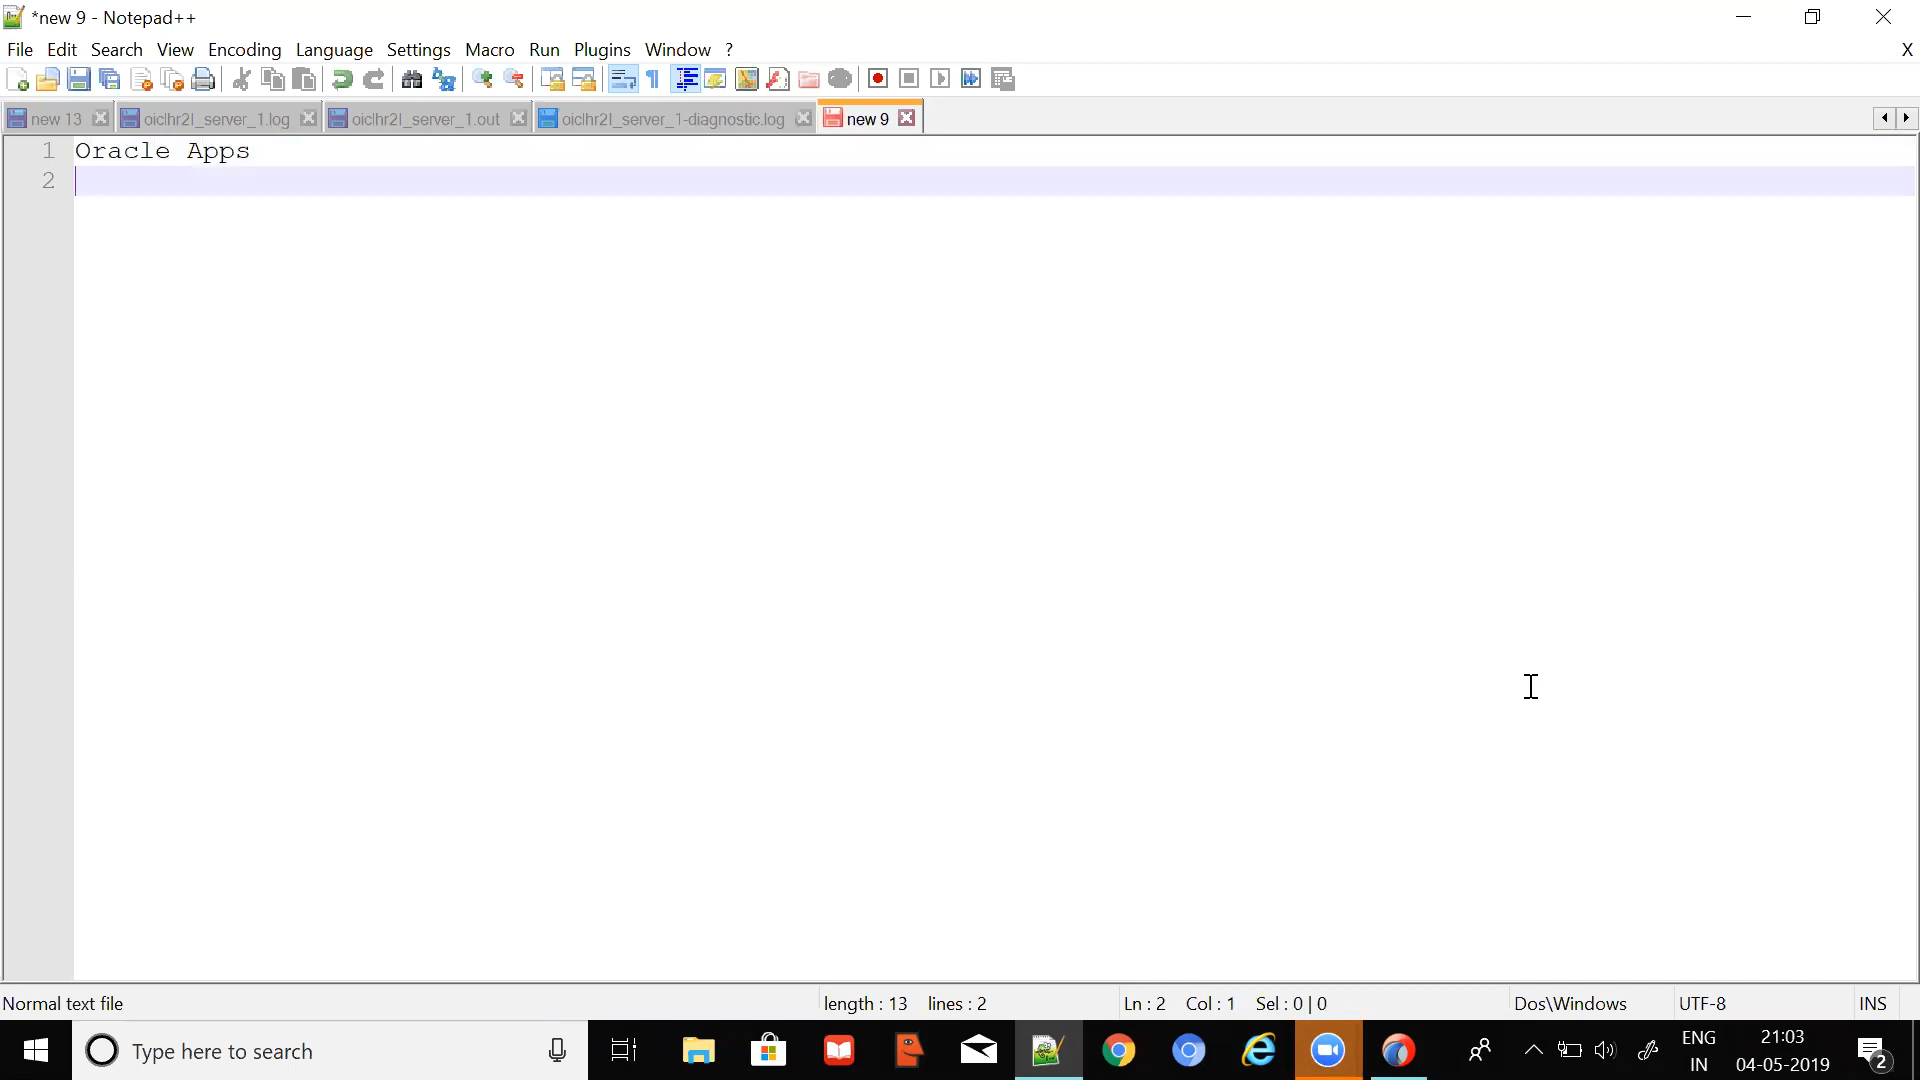 *new 9 - Notepad++
File Edit Search View Encoding Language Settings Macro Run Plugins Window ?
X
new 13 oiclhr2l_server_1.log oiclhr2l_server_1.out oiclhr2l_server_1-diagnostic.log new 9
1 Oracle Apps
2
Normal text file length : 13 lines : 2 Ln : 2 Col : 1 Sel : 0 | 0 Dos\Windows UTF-8 INS
Type here to search
ENG
IN
21:03
04-05-2019
2